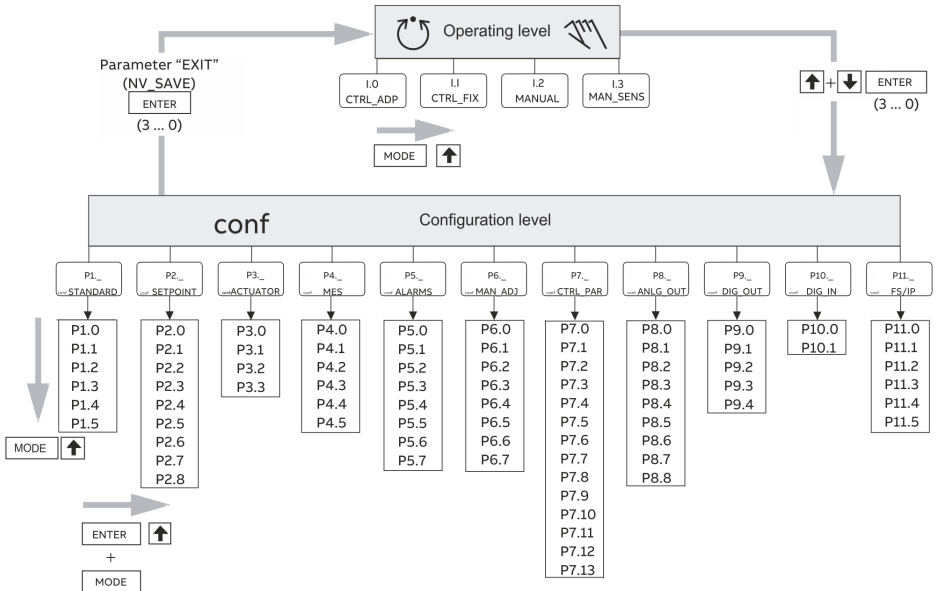 Operating level
Parameter “EXIT”
(NV_SAVE)
ENTER
(3 ... 0)
I.0
CTRL_ADP
I.I
CTRL_FIX
I.2
MANUAL
I.3
MAN_SENS
MODE
+
ENTER
(3 ... 0)
conf
Configuration level
P1._
conf STANDARD
P2._
conf SETPOINT
P3._
conf ACTUATOR
P4._
conf MES
P5._
conf ALARMS
P6._
conf MAN_ADJ
P7._
conf CTRL_PAR
P8._
conf ANLG_OUT
P9._
conf DIG_OUT
P10._
conf DIG_IN
P11._
conf FS/IP
P1.0
P1.1
P1.2
P1.3
P1.4
P1.5
P2.0
P2.1
P2.2
P2.3
P2.4
P2.5
P2.6
P2.7
P2.8
P3.0
P3.1
P3.2
P3.3
P4.0
P4.1
P4.2
P4.3
P4.4
P4.5
P5.0
P5.1
P5.2
P5.3
P5.4
P5.5
P5.6
P5.7
P6.0
P6.1
P6.2
P6.3
P6.4
P6.5
P6.6
P6.7
P7.0
P7.1
P7.2
P7.3
P7.4
P7.5
P7.6
P7.7
P7.8
P7.9
P7.10
P7.11
P7.12
P7.13
P8.0
P8.1
P8.2
P8.3
P8.4
P8.5
P8.6
P8.7
P8.8
P9.0
P9.1
P9.2
P9.3
P9.4
P10.0
P10.1
P11.0
P11.1
P11.2
P11.3
P11.4
P11.5
MODE
ENTER
+
MODE